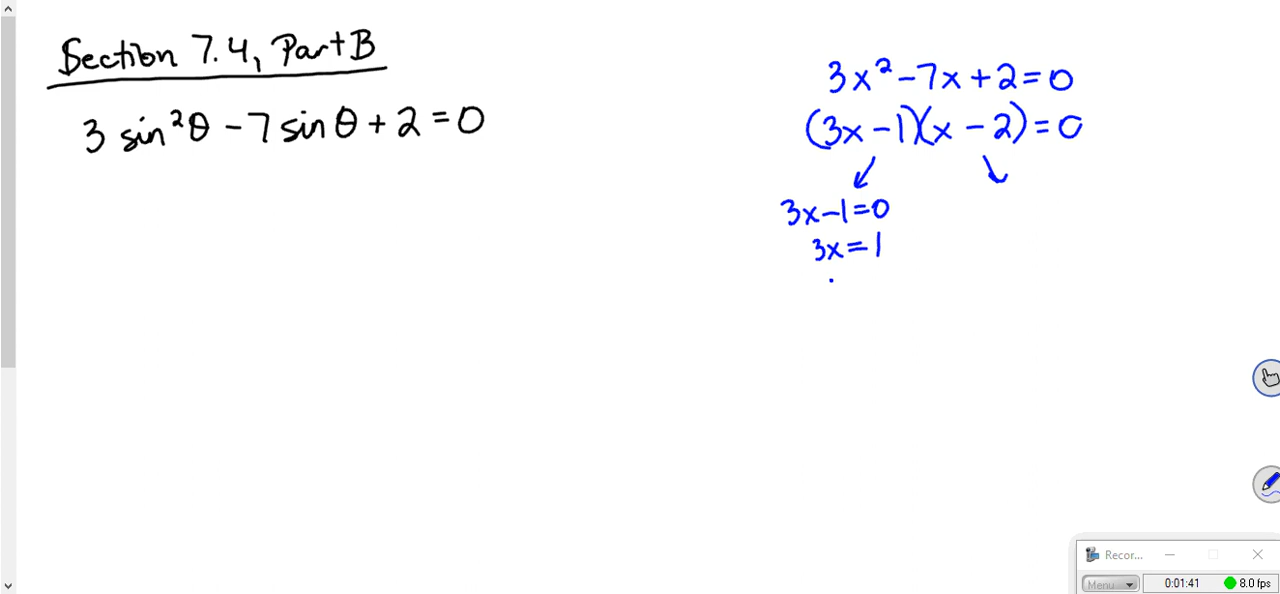 Section 7.4, Part B
3 sin²θ - 7 sin θ + 2 = 0
3x² - 7x + 2 = 0
(3x - 1)(x - 2) = 0
3x - 1 = 0
3x = 1
Recor...
Menu
0:01:41
8.0 fps